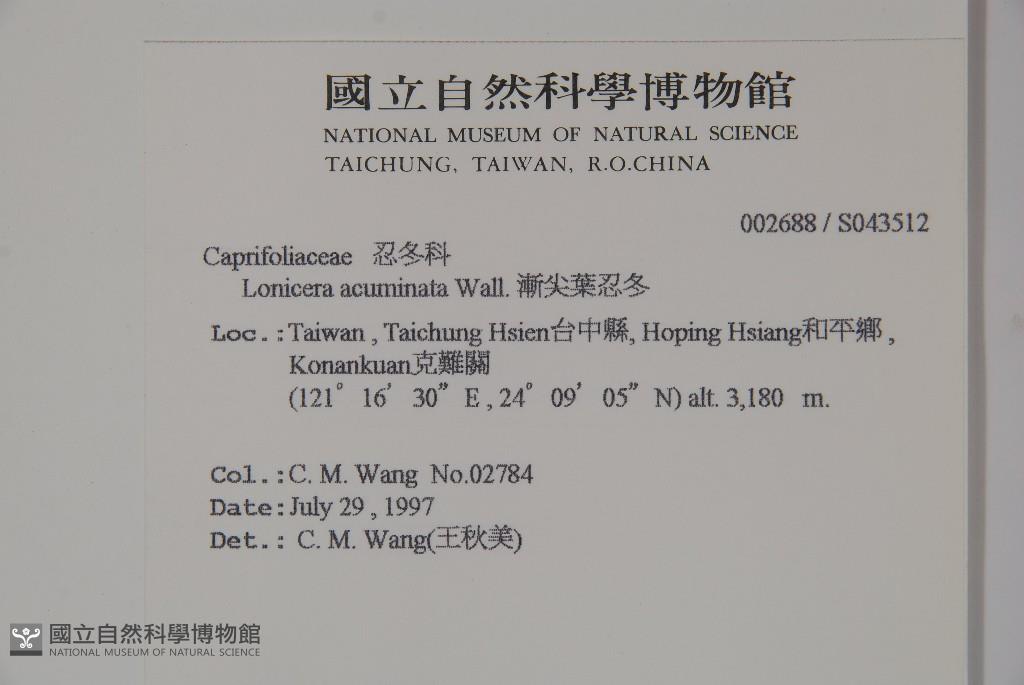 國立自然科學博物館
NATIONAL MUSEUM OF NATURAL SCIENCE
TAICHUNG, TAIWAN, R.O.CHINA
002688 / S043512
Caprifoliaceae 忍冬科
Lonicera acuminata Wall. 漸尖葉忍冬
Loc.: Taiwan , Taichung Hsien台中縣, Hoping Hsiang和平鄉 ,
Konankuan克難關
(121° 16′ 30” E , 24° 09′ 05” N) alt. 3,180 m.
Col.: C. M. Wang No.02784
Date: July 29 , 1997
Det.: C. M. Wang(王秋美)
國立自然科學博物館
NATIONAL MUSEUM OF NATURAL SCIENCE